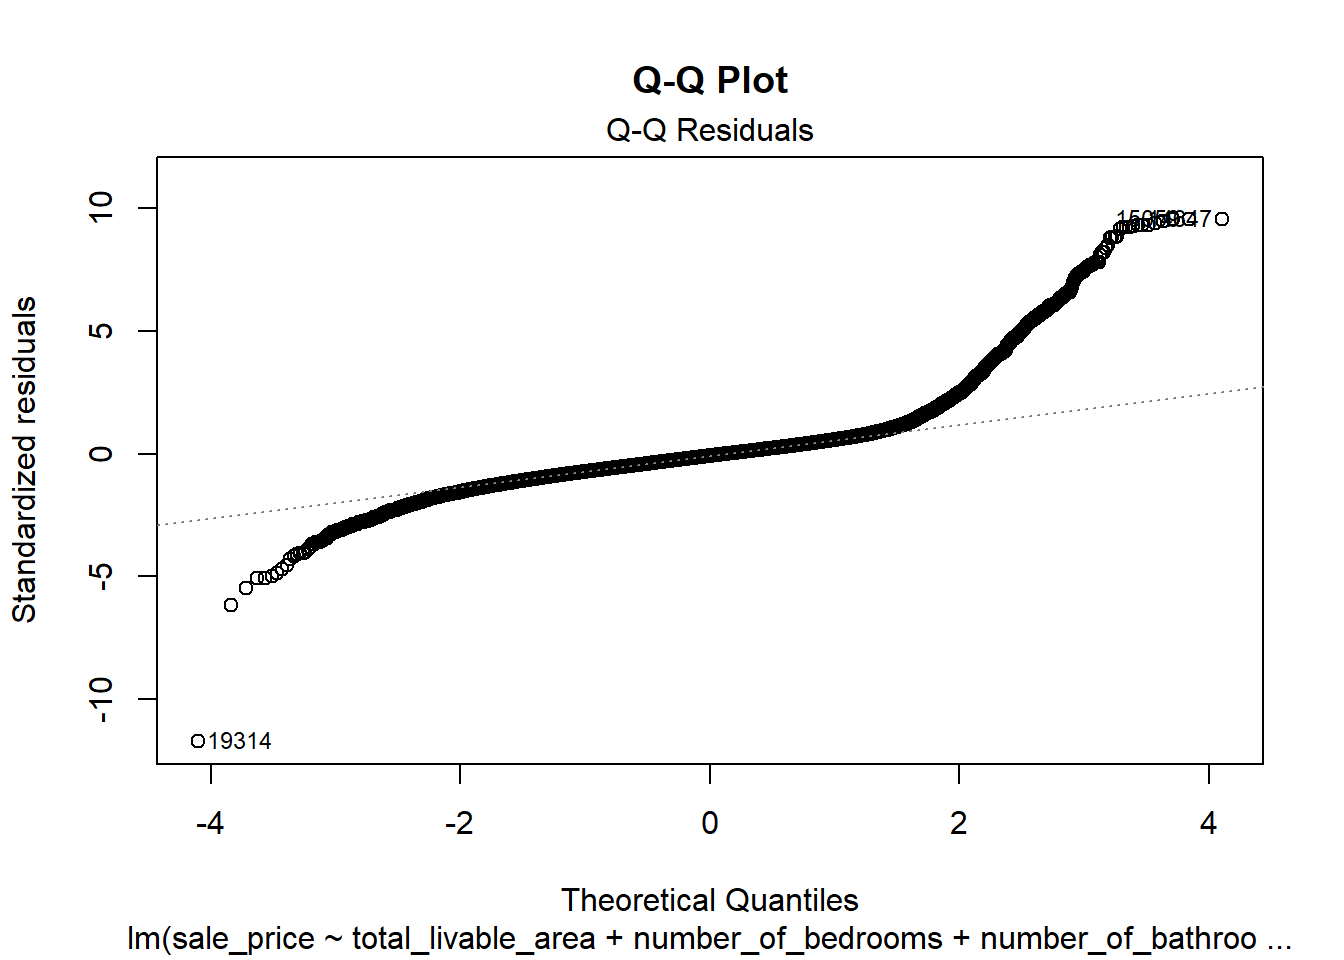 Q-Q Plot
Q-Q Residuals
Standardized residuals
10
5
0
-5
-10
19314
-4
-2
0
2
4
Theoretical Quantiles
lm(sale_price ~ total_livable_area + number_of_bedrooms + number_of_bathroo ...